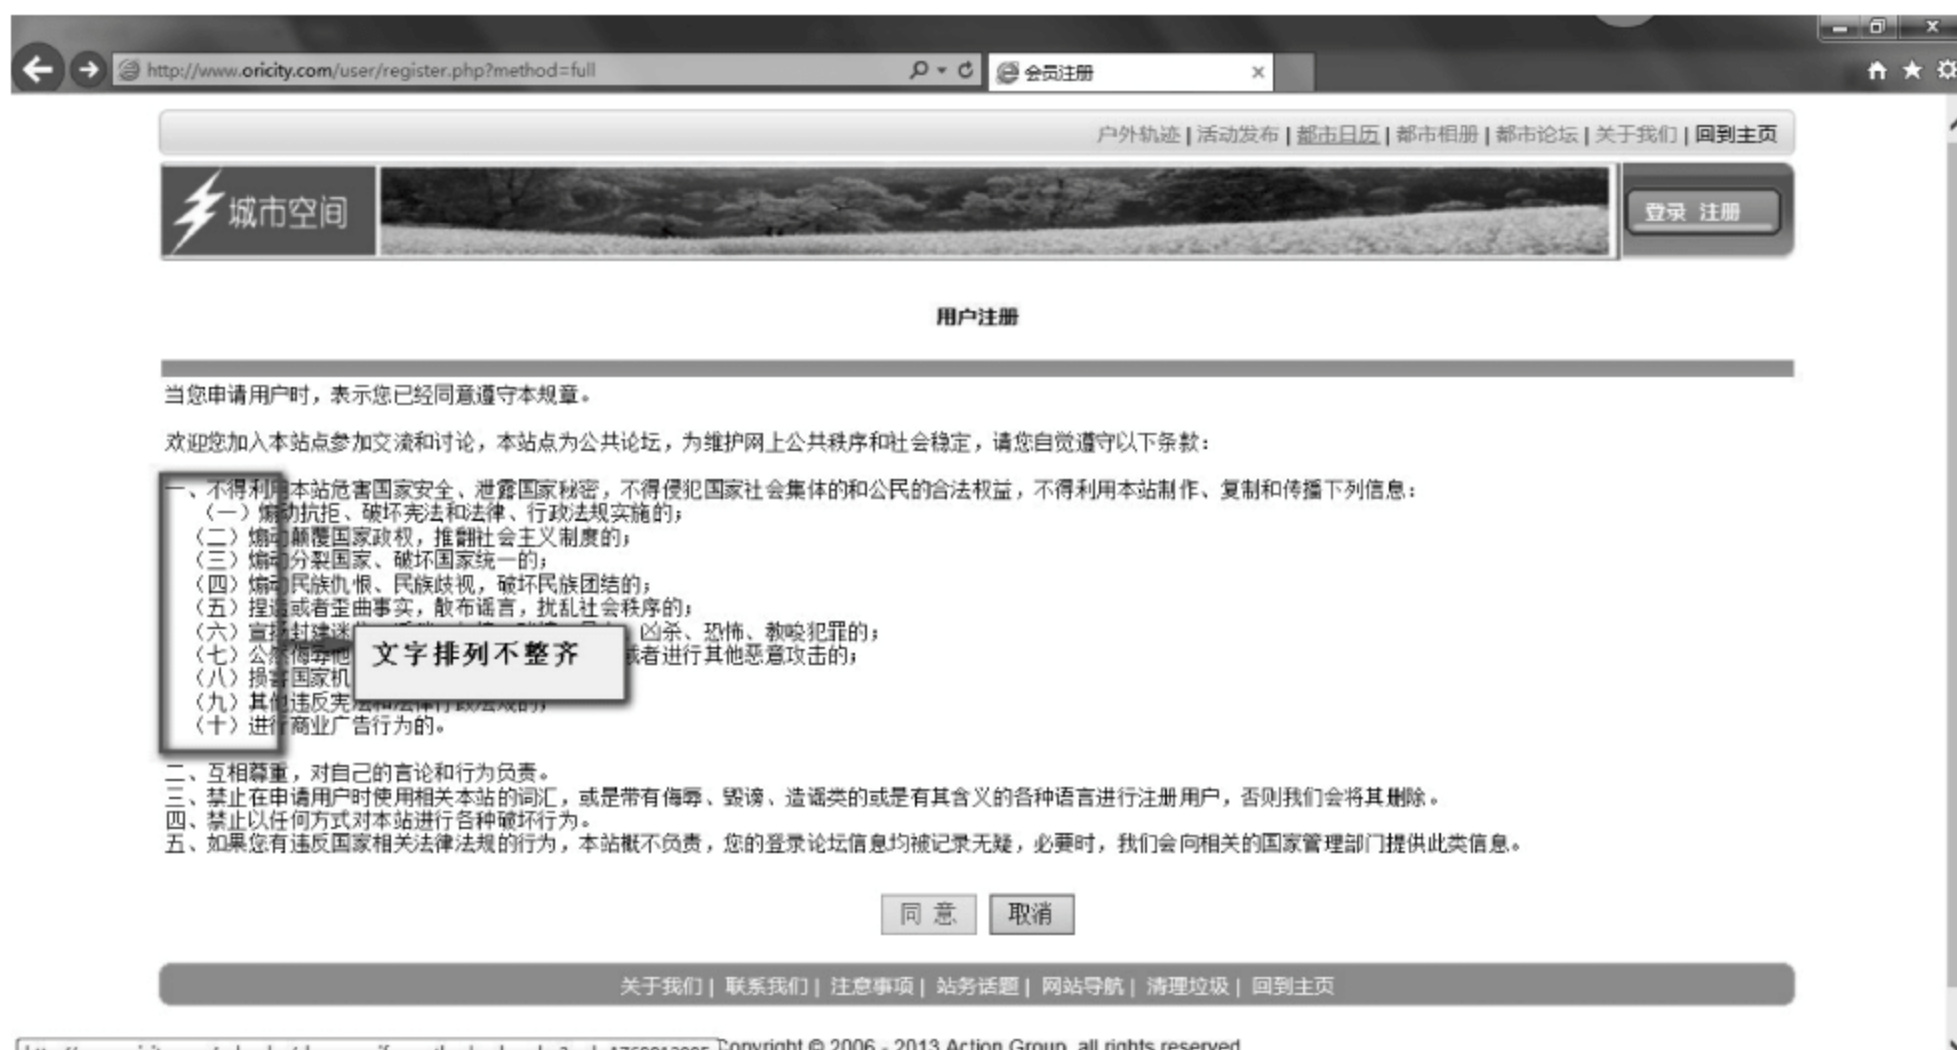 http://www.oricity.com/user/register.php?method=full
会员注册
户外轨迹 | 活动发布 | 都市日历 | 都市相册 | 都市论坛 | 关于我们 | 回到主页
城市空间
登录 注册
用户注册
当您申请用户时，表示您已经同意遵守本规章。
欢迎您加入本站点参加交流和讨论，本站点为公共论坛，为维护网上公共秩序和社会稳定，请您自觉遵守以下条款：
一、不得利用本站危害国家安全、泄露国家秘密，不得侵犯国家社会集体的和公民的合法权益，不得利用本站制作、复制和传播下列信息：
（一）煽动抗拒、破坏宪法和法律、行政法规实施的；
（二）煽动颠覆国家政权，推翻社会主义制度的；
（三）煽动分裂国家、破坏国家统一的；
（四）煽动民族仇恨、民族歧视，破坏民族团结的；
（五）捏造或者歪曲事实，散布谣言，扰乱社会秩序的；
（六）宣扬封建迷 、凶杀、恐怖、教唆犯罪的；
（七）公然侮辱他 或者进行其他恶意攻击的；
（八）损害国家机
（九）其他违反宪法和法律行政法规的；
（十）进行商业广告行为的。
文字排列不整齐
二、互相尊重，对自己的言论和行为负责。
三、禁止在申请用户时使用相关本站的词汇，或是带有侮辱、毁谤、造谣类的或是有其含义的各种语言进行注册用户，否则我们会将其删除。
四、禁止以任何方式对本站进行各种破坏行为。
五、如果您有违反国家相关法律法规的行为，本站概不负责，您的登录论坛信息均被记录无疑，必要时，我们会向相关的国家管理部门提供此类信息。
同 意 取消
关于我们 | 联系我们 | 注意事项 | 站务话题 | 网站导航 | 清理垃圾 | 回到主页
Copyright © 2006 - 2013 Action Group, all rights reserved